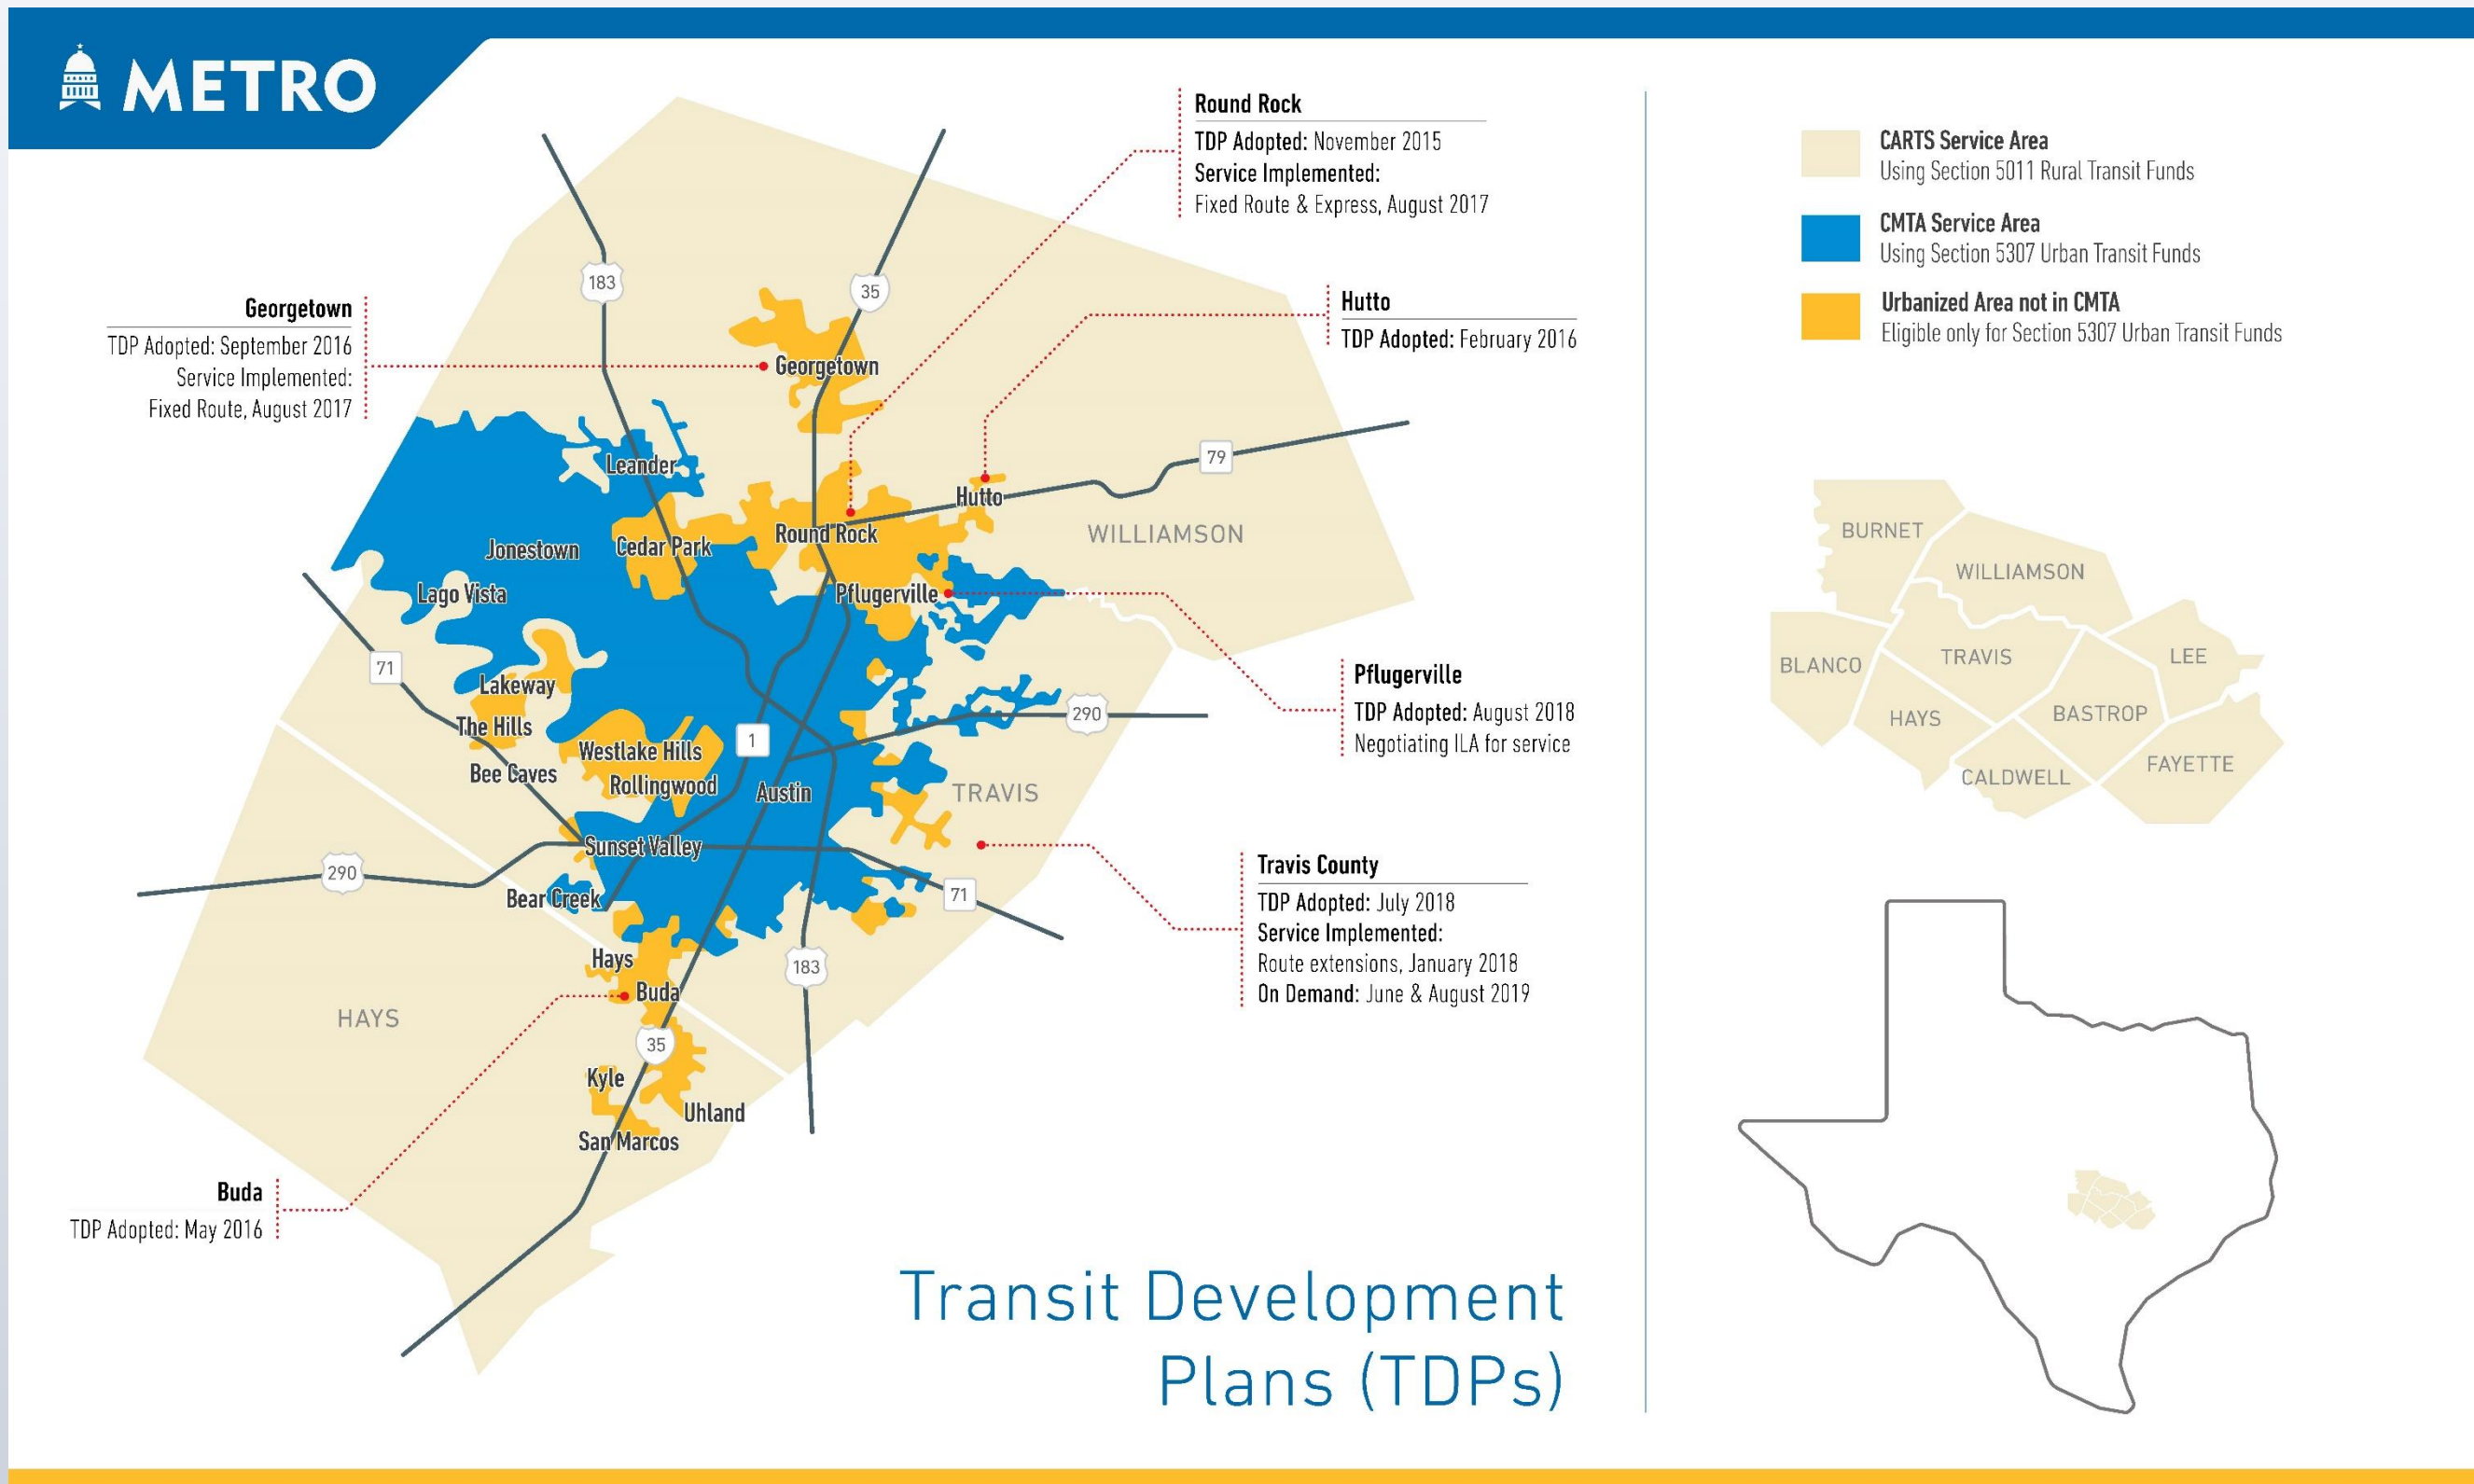 METRO
Round Rock
TDP Adopted: November 2015
Service Implemented:
Fixed Route & Express, August 2017
Hutto
TDP Adopted: February 2016
Georgetown
TDP Adopted: September 2016
Service Implemented:
Fixed Route, August 2017
Pflugerville
TDP Adopted: August 2018
Negotiating ILA for service
Travis County
TDP Adopted: July 2018
Service Implemented:
Route extensions, January 2018
On Demand: June & August 2019
Buda
TDP Adopted: May 2016
183
35
Georgetown
79
Leander
Hutto
WILLIAMSON
Round Rock
Cedar Park
Jonestown
Lago Vista
Pflugerville
71
Lakeway
The Hills
290
1
Westlake Hills
Bee Caves
Rollingwood
Austin
TRAVIS
Sunset Valley
290
Bear Creek
71
Hays
183
Buda
HAYS
35
Kyle
Uhland
San Marcos
Transit Development
Plans (TDPs)
CARTS Service Area
Using Section 5011 Rural Transit Funds
CMTA Service Area
Using Section 5307 Urban Transit Funds
Urbanized Area not in CMTA
Eligible only for Section 5307 Urban Transit Funds
BURNET
WILLIAMSON
BLANCO
TRAVIS
LEE
HAYS
BASTROP
CALDWELL
FAYETTE